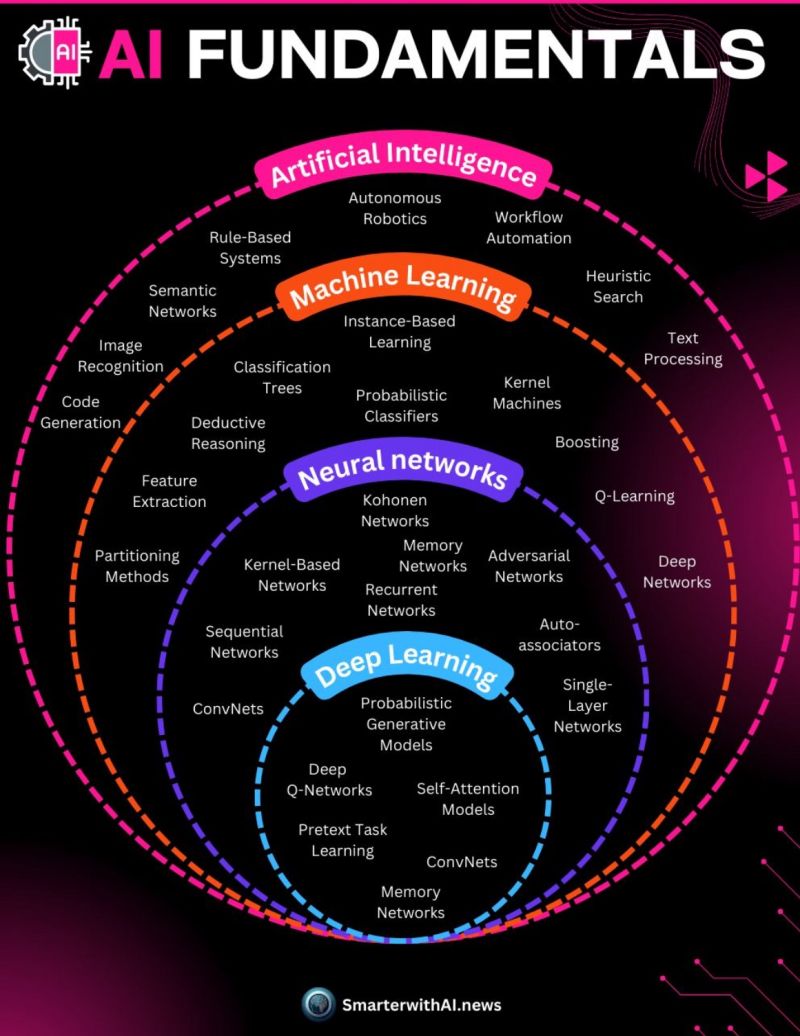 AI
AI FUNDAMENTALS
Artificial Intelligence
Autonomous
Robotics
Workflow
Automation
Rule-Based
Systems
Heuristic
Search
Semantic
Networks
Text
Processing
Image
Recognition
Code
Generation
Machine Learning
Instance-Based
Learning
Classification
Trees
Kernel
Machines
Probabilistic
Classifiers
Deductive
Reasoning
Boosting
Feature
Extraction
Q-Learning
Partitioning
Methods
Deep
Networks
Neural networks
Kohonen
Networks
Memory
Networks
Adversarial
Networks
Kernel-Based
Networks
Recurrent
Networks
Sequential
Networks
Auto-
associators
ConvNets
Single-
Layer
Networks
Deep Learning
Probabilistic
Generative
Models
Deep
Q-Networks
Self-Attention
Models
Pretext Task
Learning
ConvNets
Memory
Networks
SmarterwithAI.news